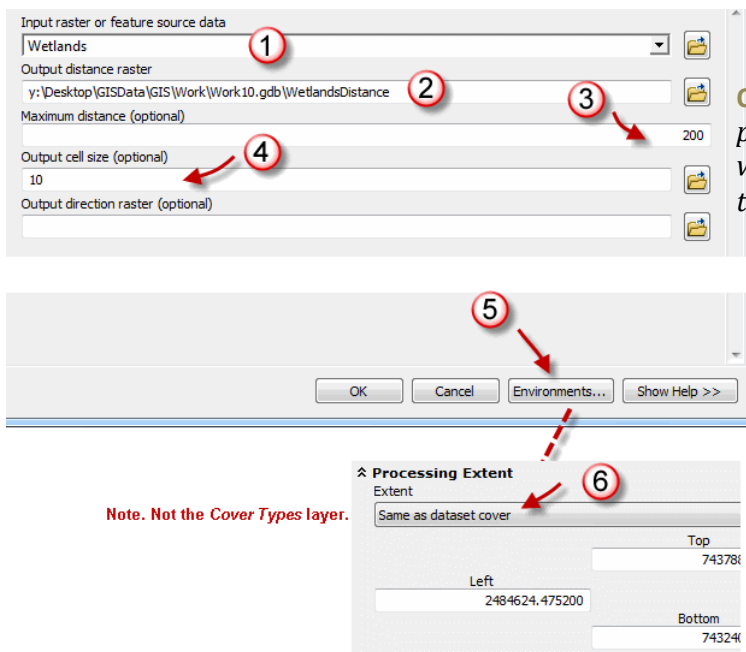 Input raster or feature source data
Wetlands
1
Output distance raster
y:\Desktop\GISData\GIS\Work\Work10.gdb\WetlandsDistance
2
Maximum distance (optional)
3
200
Output cell size (optional)
4
10
Output direction raster (optional)
5
OK Cancel Environments... Show Help >>
Processing Extent
6
Extent
Note. Not the Cover Types layer.
Same as dataset cover
Top
Left
2484624.475200
Bottom